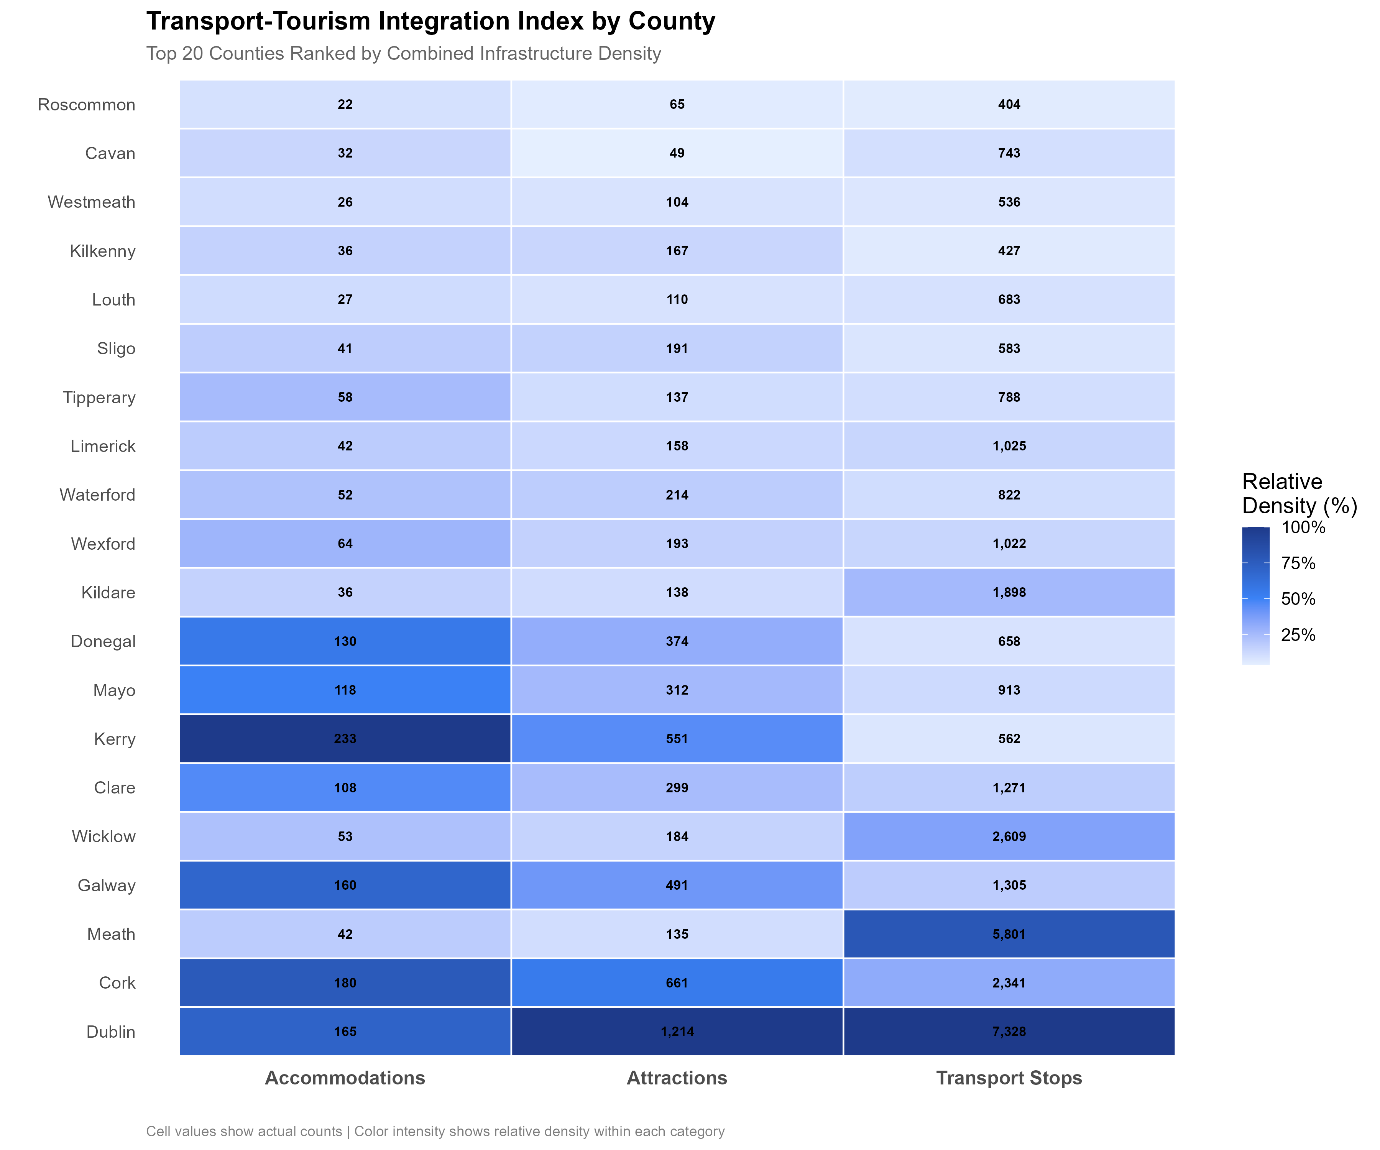 Transport-Tourism Integration Index by County
Top 20 Counties Ranked by Combined Infrastructure Density
Roscommon 22 65 404
Cavan 32 49 743
Westmeath 26 104 536
Kilkenny 36 167 427
Louth 27 110 683
Sligo 41 191 583
Tipperary 58 137 788
Limerick 42 158 1,025
Waterford 52 214 822
Wexford 64 193 1,022
Kildare 36 138 1,898
Donegal 130 374 658
Mayo 118 312 913
Kerry 233 551 562
Clare 108 299 1,271
Wicklow 53 184 2,609
Galway 160 491 1,305
Meath 42 135 5,801
Cork 180 661 2,341
Dublin 165 1,214 7,328
Accommodations Attractions Transport Stops
Relative
Density (%)
100%
75%
50%
25%
Cell values show actual counts | Color intensity shows relative density within each category